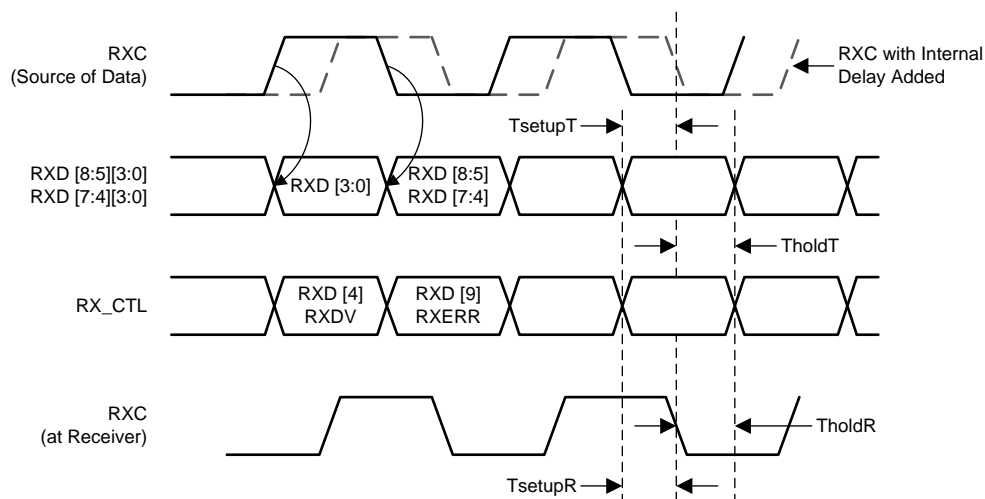 RXC
(Source of Data)
RXC with Internal
Delay Added
TsetupT
RXD [8:5][3:0]
RXD [7:4][3:0]
RXD [3:0]
RXD [8:5]
RXD [7:4]
TholdT
RX_CTL
RXD [4]
RXDV
RXD [9]
RXERR
RXC
(at Receiver)
TholdR
TsetupR